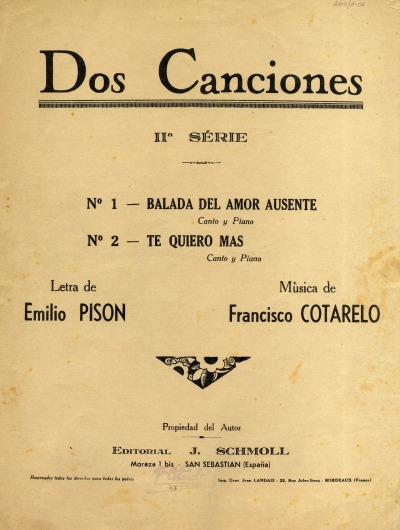 Dos Canciones
IIª SÉRIE
Nº 1 — BALADA DEL AMOR AUSENTE
Canto y Piano
Nº 2 — TE QUIERO MAS
Canto y Piano
Letra de
Emilio PISON
Mùsica de
Francisco COTARELO
Propiedad del Autor
EDITORIAL J. SCHMOLL
Moraza 1 bis - SAN SEBASTIAN (España)
Reservados todos los derechos para todos los países
Imp. Grav. Jean LANDAIS - 28, Rue Jules-Steeg - BORDEAUX (France)